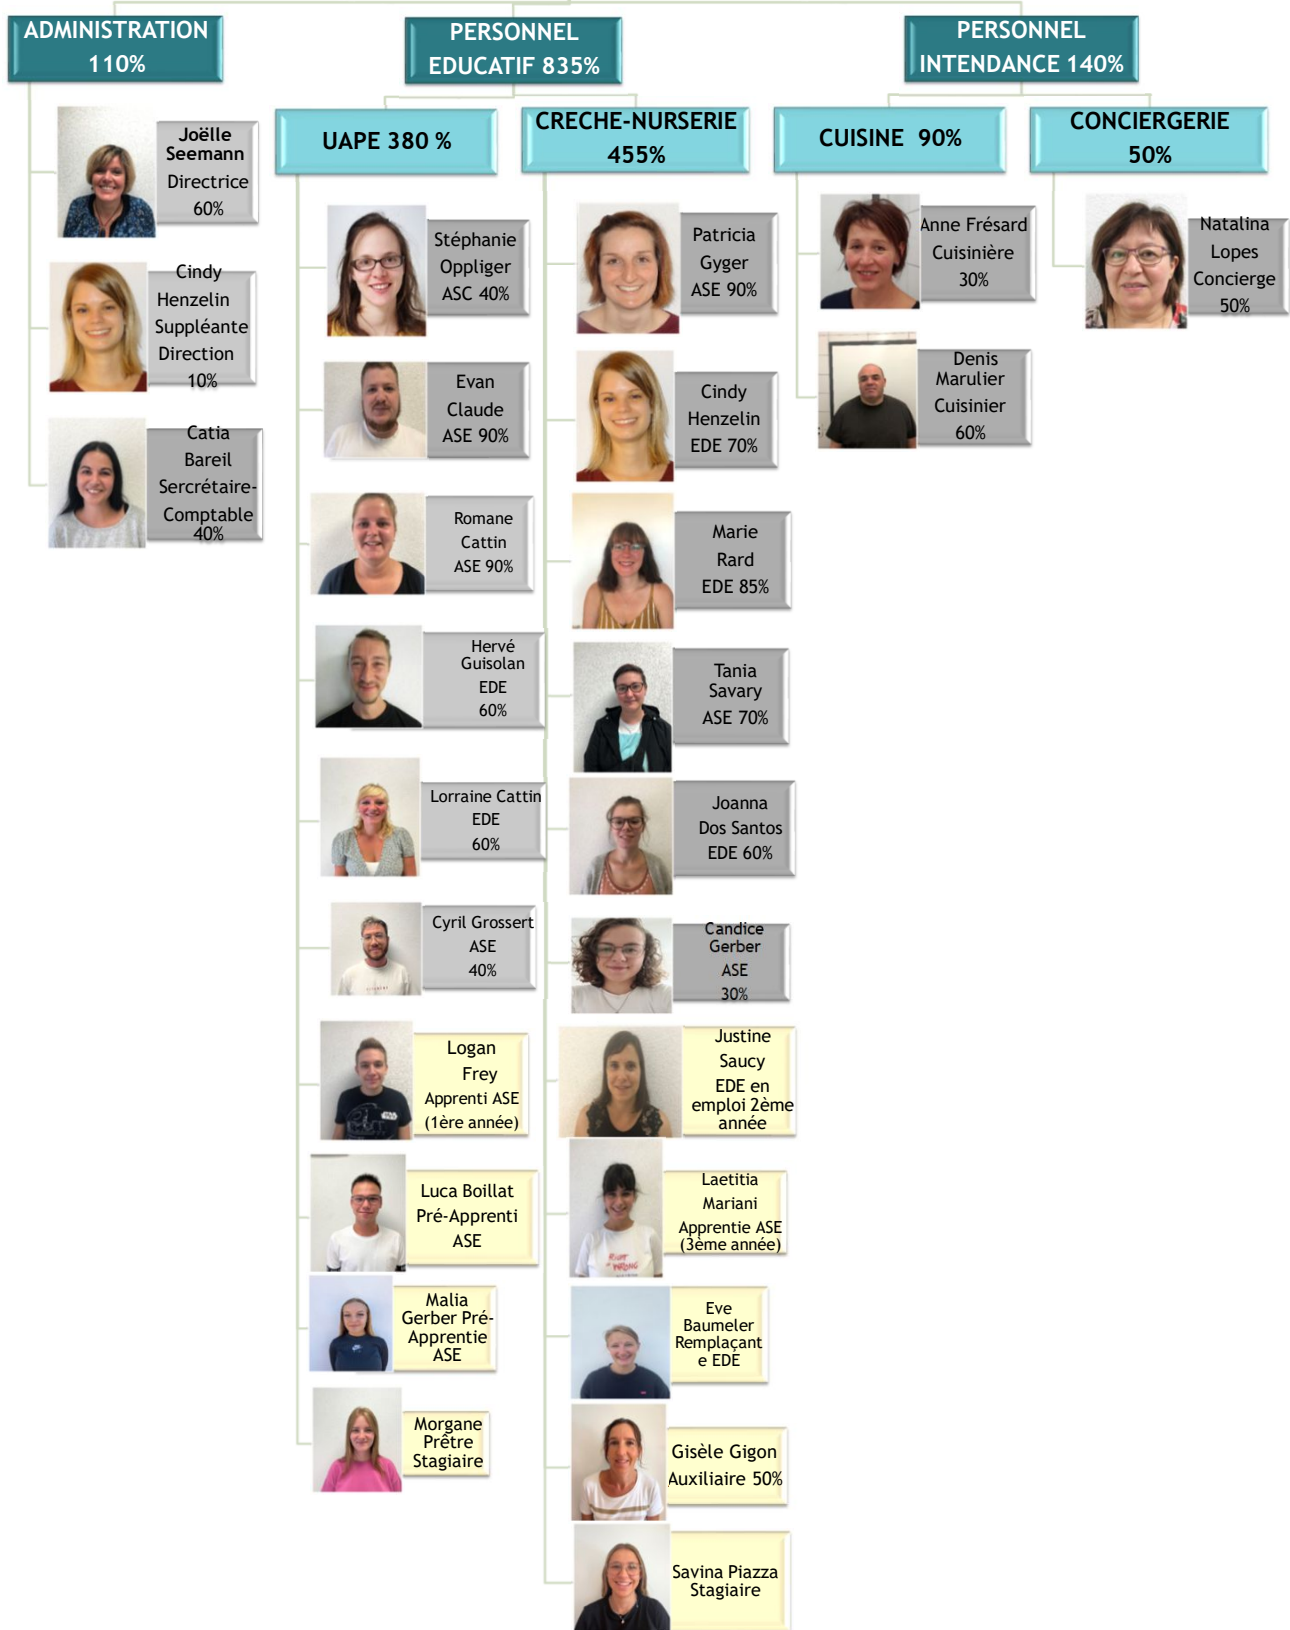 ADMINISTRATION
110%
Joëlle
Seemann
Directrice
60%
Cindy
Henzelin
Suppléante
Direction
10%
Catia
Bareil
Sercrétaire-
Comptable
40%
PERSONNEL
EDUCATIF 835%
UAPE 380 %
Stéphanie
Oppliger
ASC 40%
Evan
Claude
ASE 90%
Romane
Cattin
ASE 90%
Hervé
Guisolan
EDE
60%
Lorraine Cattin
EDE
60%
Cyril Grossert
ASE
40%
Logan
Frey
Apprenti ASE
(1ère année)
Luca Boillat
Pré-Apprenti
ASE
Malia
Gerber Pré-
Apprentie
ASE
Morgane
Prêtre
Stagiaire
CRECHE-NURSERIE
455%
Patricia
Gyger
ASE 90%
Cindy
Henzelin
EDE 70%
Marie
Rard
EDE 85%
Tania
Savary
ASE 70%
Joanna
Dos Santos
EDE 60%
Candice
Gerber
ASE
30%
Justine
Saucy
EDE en
emploi 2ème
année
Laetitia
Mariani
Apprentie ASE
(3ème année)
Eve
Baumeler
Remplaçant
e EDE
Gisèle Gigon
Auxiliaire 50%
Savina Piazza
Stagiaire
PERSONNEL
INTENDANCE 140%
CUISINE 90%
Anne Frésard
Cuisinière
30%
Denis
Marulier
Cuisinier
60%
CONCIERGERIE
50%
Natalina
Lopes
Concierge
50%